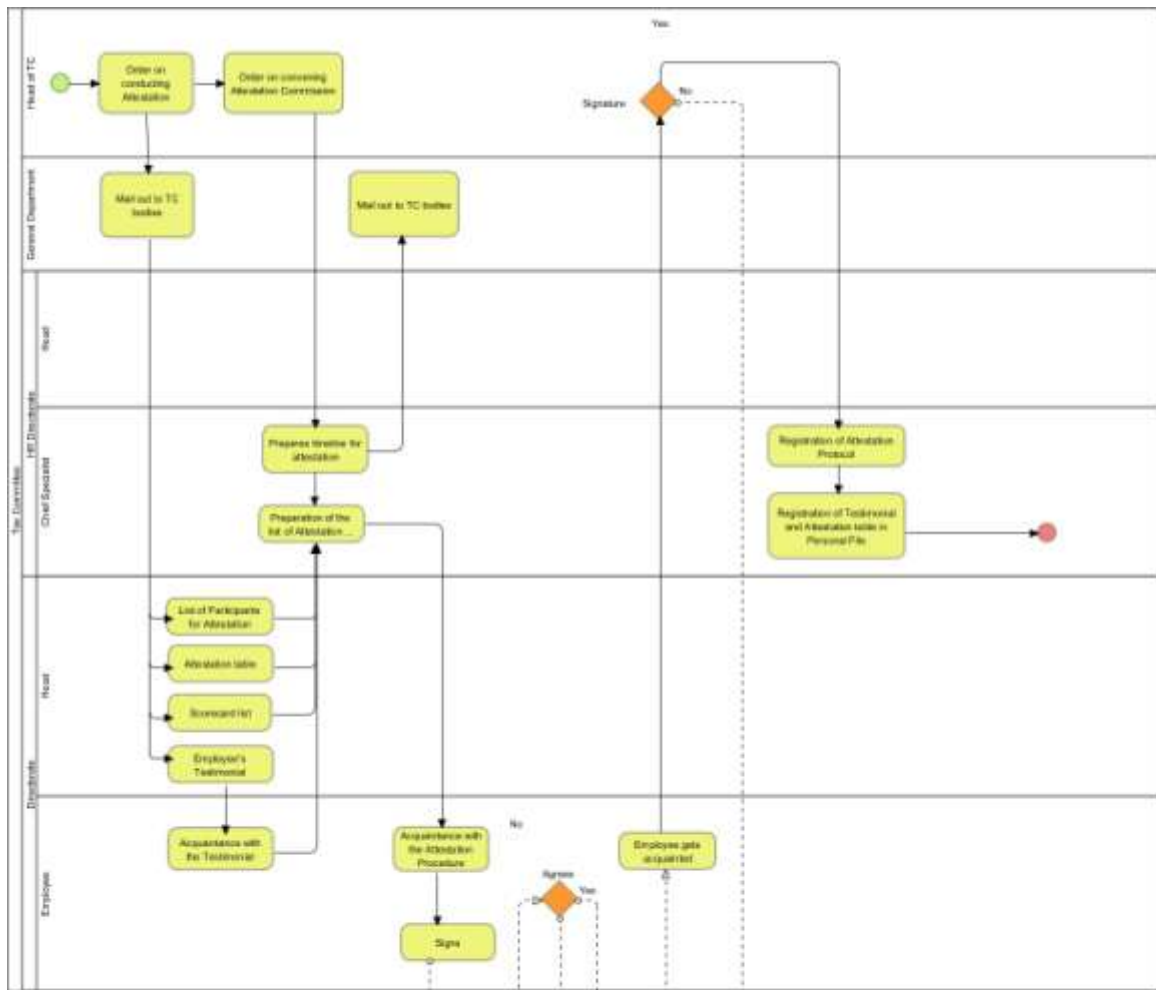 Yes
Head of TC
Order on
conducting
Attestation
Order on convening
Attestation Commission
Signature
No
General Department
Mail out to TC
bodies
Mail out to TC bodies
Tax Committee
HR Directorate
Head
Chief Specialist
Prepares timeline for
attestation
Preparation of the
list of Attestation ...
Registration of Attestation
Protocol
Registration of Testimonial
and Attestation table in
Personal File
Directorate
Head
List of Participants
for Attestation
Attestation table
Scorecard list
Testimonial
Employee
Acquaintance with
the Testimonial
Acquaintance with
the Attestation
Procedure
Signs
No
Agrees
Yes
Employee gets
acquainted